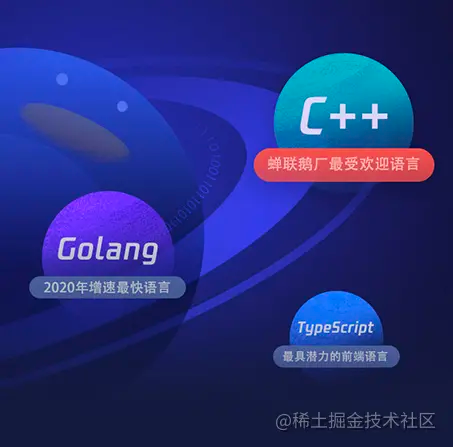 C++
蝉联鹅厂最受欢迎语言
Golang
2020年增速最快语言
TypeScript
最具潜力的前端语言
@稀土掘金技术社区